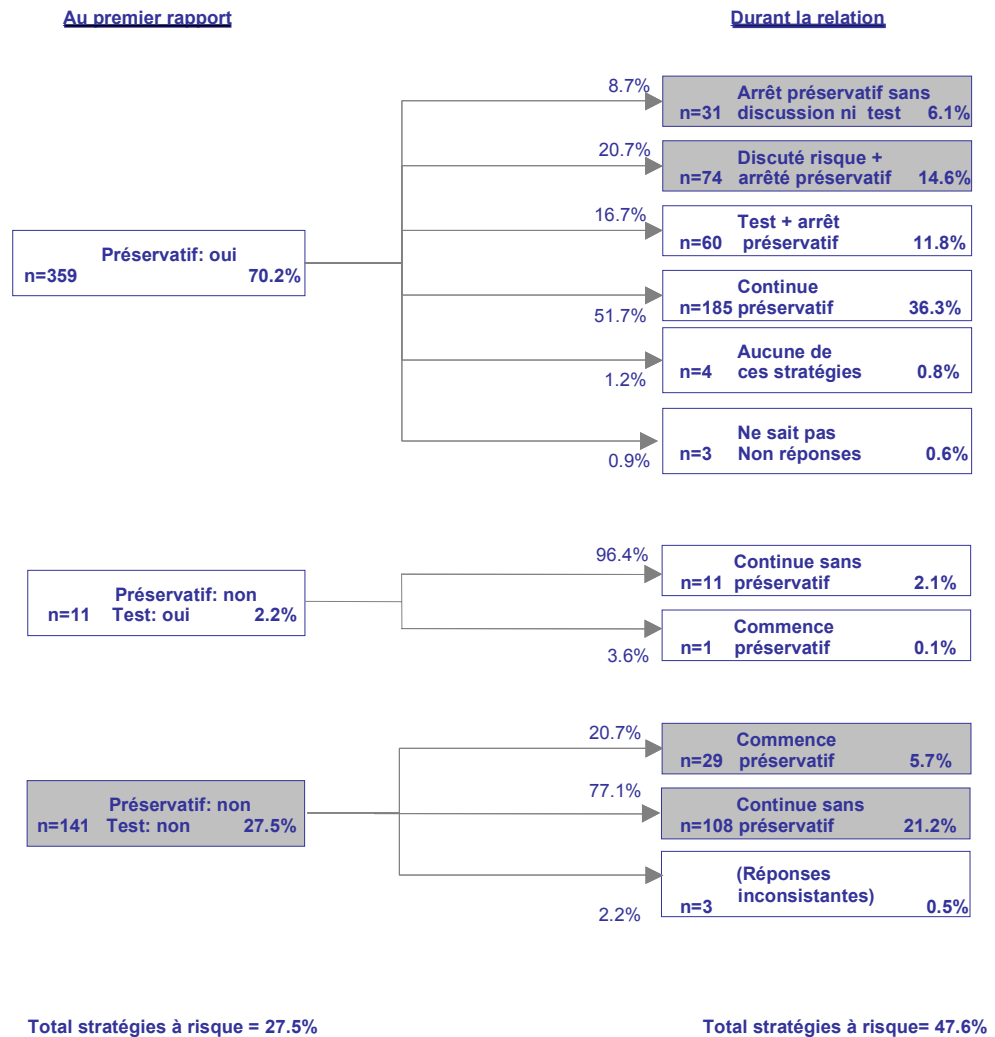 Au premier rapport
Durant la relation
8.7%
Arrêt préservatif sans
n=31 discussion ni test 6.1%
20.7%
Discuté risque +
n=74 arrêté préservatif 14.6%
16.7%
Test + arrêt
n=60 préservatif 11.8%
Préservatif: oui
n=359 70.2%
Continue
n=185 préservatif 36.3%
51.7%
Aucune de
n=4 ces stratégies 0.8%
1.2%
Ne sait pas
n=3 Non réponses 0.6%
0.9%
96.4%
Continue sans
n=11 préservatif 2.1%
Préservatif: non
n=11 Test: oui 2.2%
Commence
n=1 préservatif 0.1%
3.6%
20.7%
Commence
n=29 préservatif 5.7%
77.1%
Préservatif: non
n=141 Test: non 27.5%
Continue sans
n=108 préservatif 21.2%
(Réponses
inconsistantes)
n=3 0.5%
2.2%
Total stratégies à risque = 27.5%
Total stratégies à risque= 47.6%